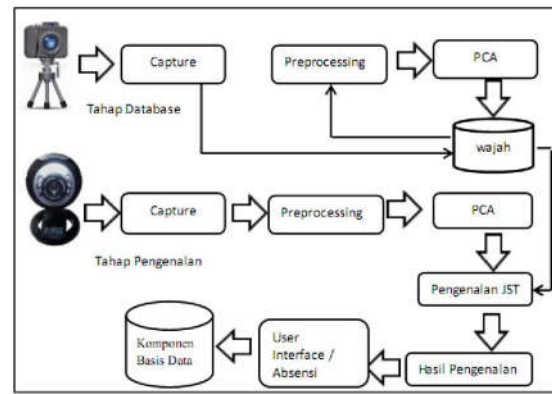 Capture
Preprocessing
PCA
Tahap Database
wajah
Capture
Preprocessing
PCA
Tahap Pengenalan
Pengenalan JST
Komponen
Basis Data
User
Interface /
Absensi
Hasil Pengenalan